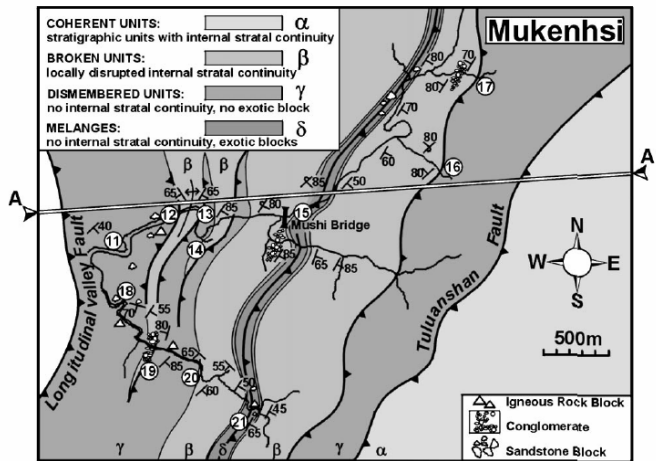 COHERENT UNITS: α
stratigraphic units with internal stratal continuity
BROKEN UNITS: β
locally disrupted internal stratal continuity
DISMEMBERED UNITS: γ
no internal stratal continuity, no exotic block
MELANGES: δ
no internal stratal continuity, exotic blocks
Mukenhsi
80
70
80
17
70
80
60
16
80
50
85
A
A
β
β
65
65
80
85
12
13
15
Mushi Bridge
40
11
14
85
65
85
N
W E
S
500m
Longitudinal valley Fault
Tuluanshan Fault
18
70
55
80
19
85
65
20
55
60
50
45
21
65
γ
β
δ
β
γ
α
Igneous Rock Block
Conglomerate
Sandstone Block